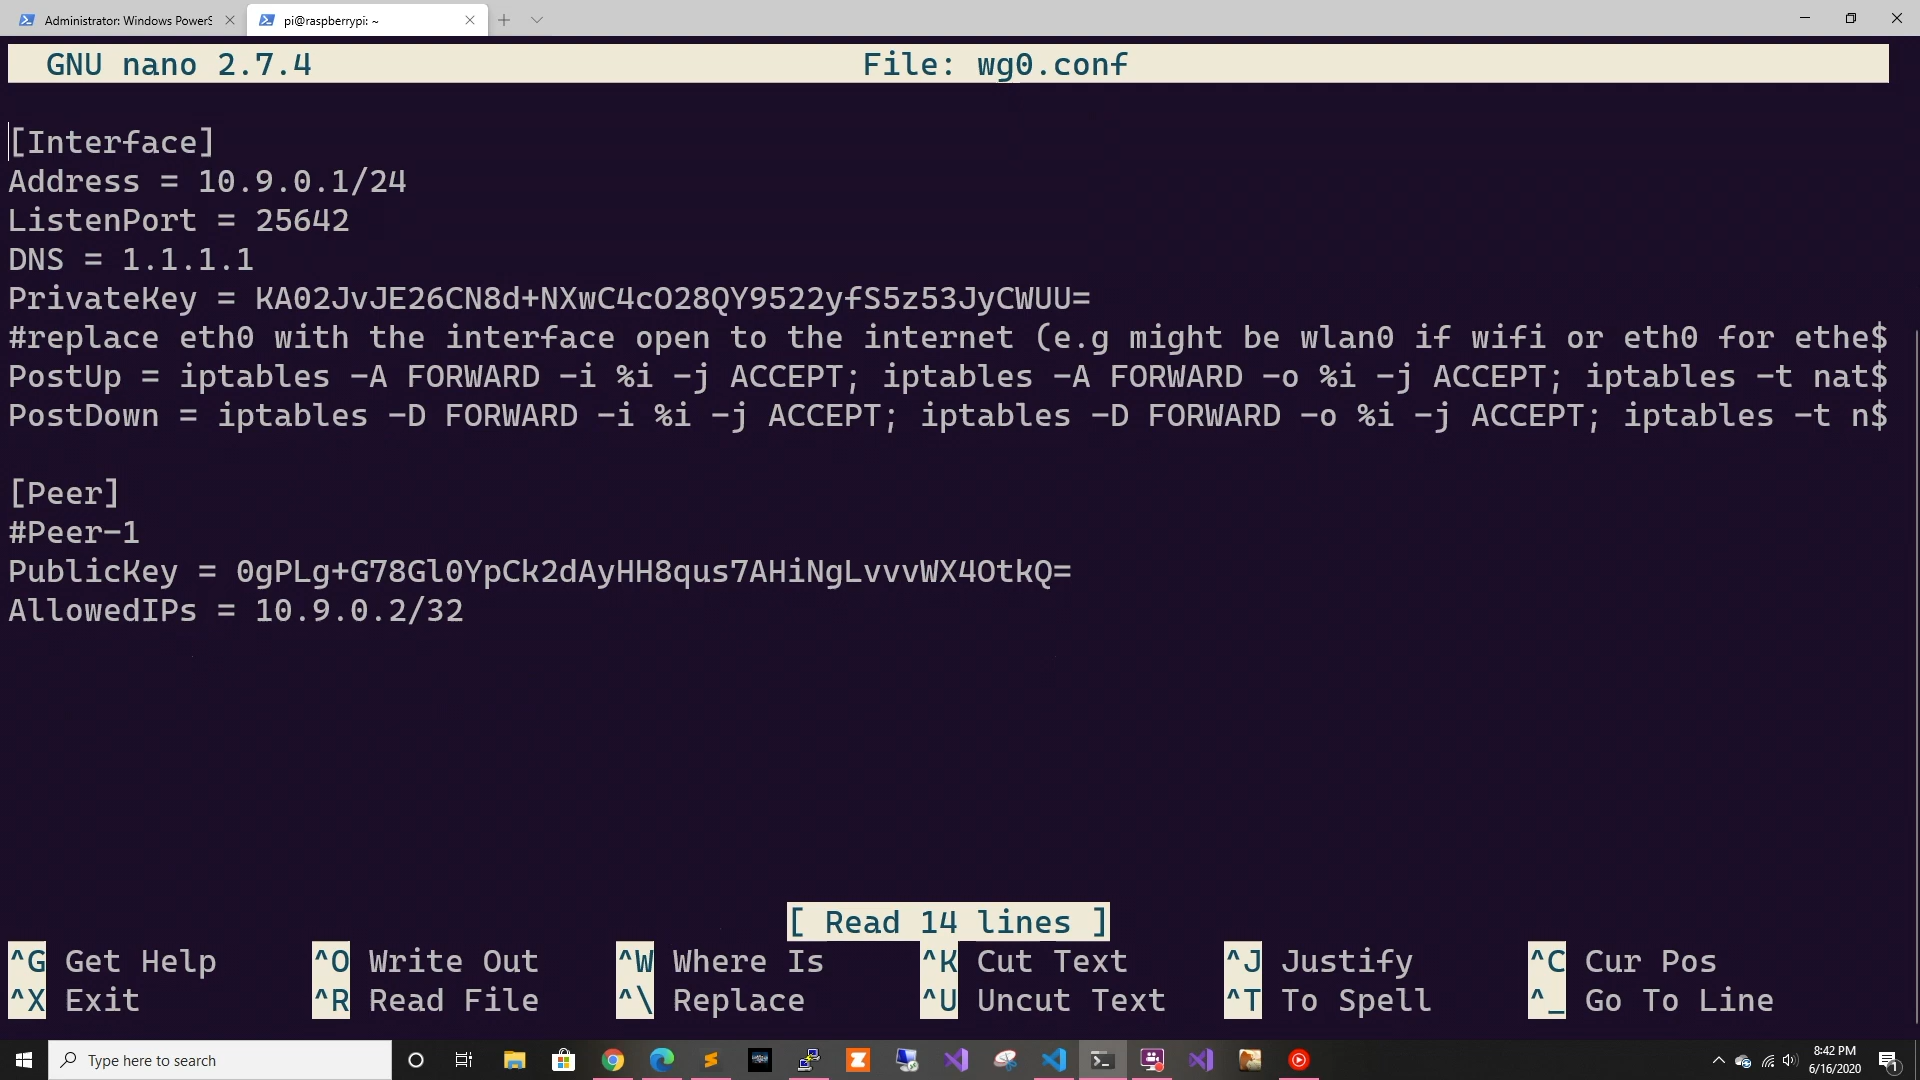 Administrator: Windows PowerS
pi@raspberrypi: ~
GNU nano 2.7.4 File: wg0.conf
[Interface]
Address = 10.9.0.1/24
ListenPort = 25642
DNS = 1.1.1.1
PrivateKey = KA02JvJE26CN8d+NXwC4cO28QY9522yfS5z53JyCWUU=
#replace eth0 with the interface open to the internet (e.g might be wlan0 if wifi or eth0 for ethe$
PostUp = iptables -A FORWARD -i %i -j ACCEPT; iptables -A FORWARD -o %i -j ACCEPT; iptables -t nat$
PostDown = iptables -D FORWARD -i %i -j ACCEPT; iptables -D FORWARD -o %i -j ACCEPT; iptables -t n$
[Peer]
#Peer-1
PublicKey = 0gPLg+G78Gl0YpCk2dAyHH8qus7AHiNgLvvvWX4OtkQ=
AllowedIPs = 10.9.0.2/32
[ Read 14 lines ]
^G Get Help ^O Write Out ^W Where Is ^K Cut Text ^J Justify ^C Cur Pos
^X Exit ^R Read File ^\ Replace ^U Uncut Text ^T To Spell ^_ Go To Line
Type here to search
8:42 PM
6/16/2020
1